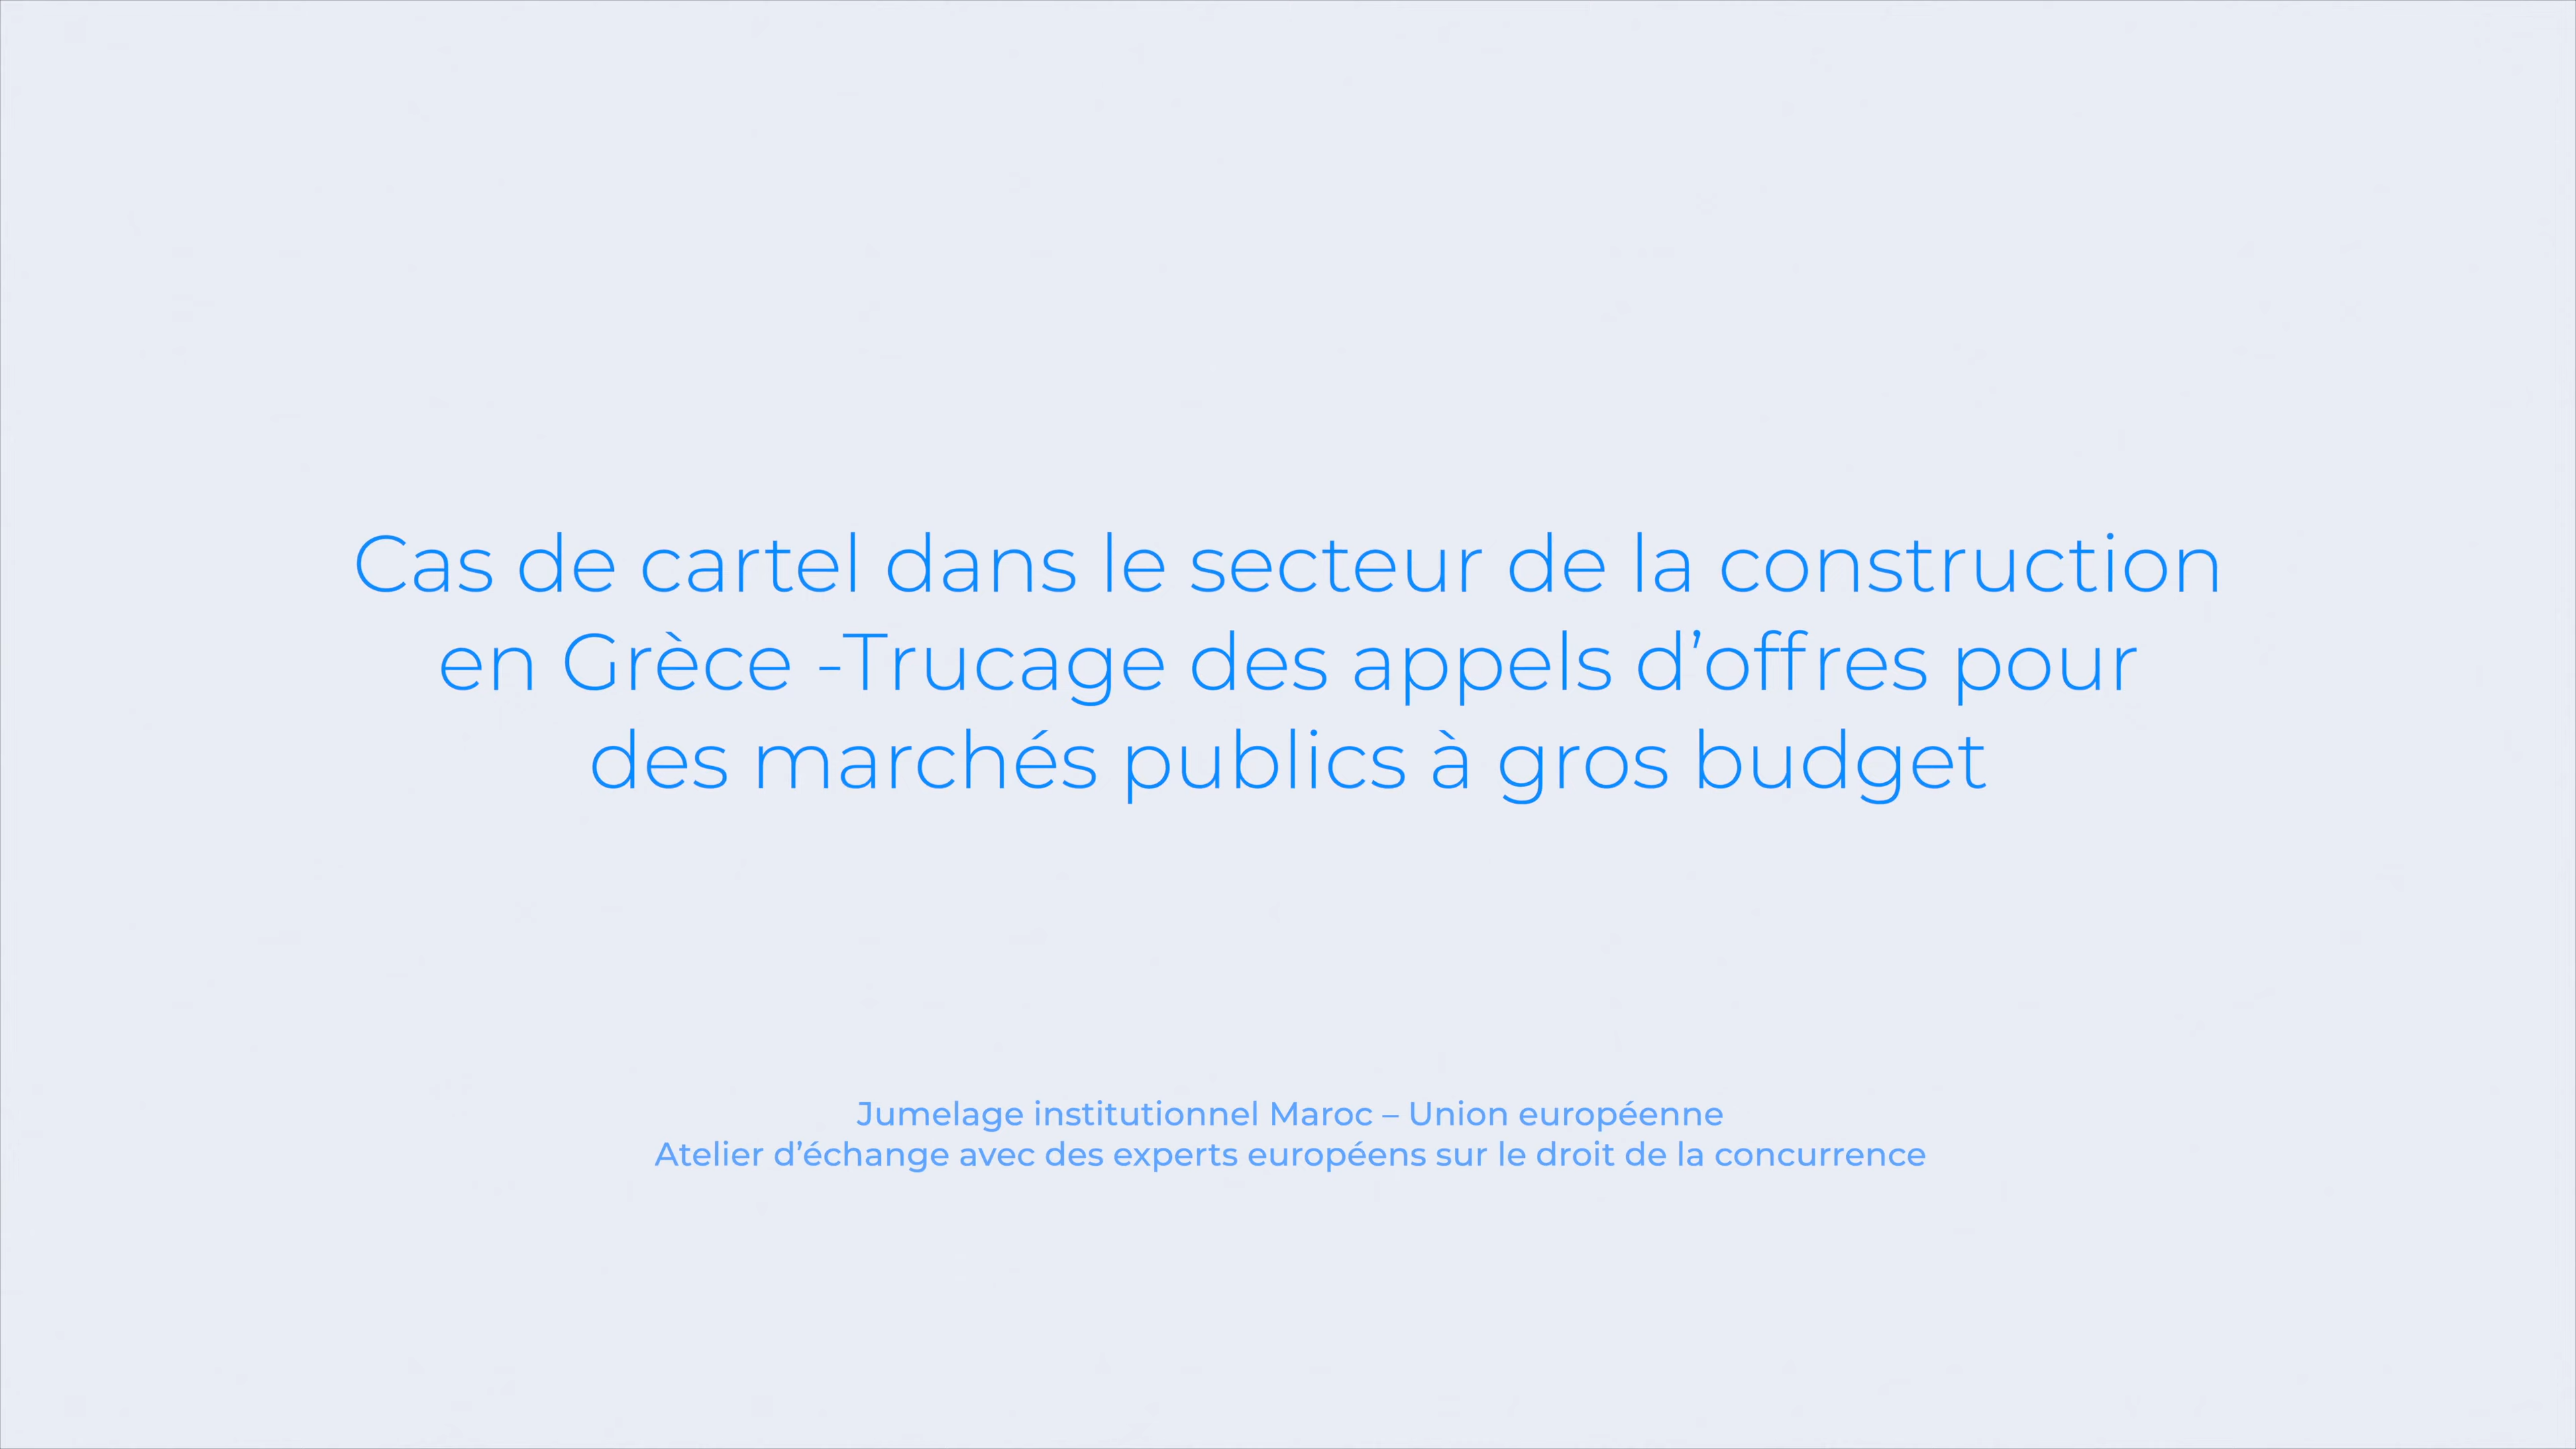 Cas de cartel dans le secteur de la construction
en Grèce -Trucage des appels d’offres pour
des marchés publics à gros budget
Jumelage institutionnel Maroc – Union européenne
Atelier d’échange avec des experts européens sur le droit de la concurrence